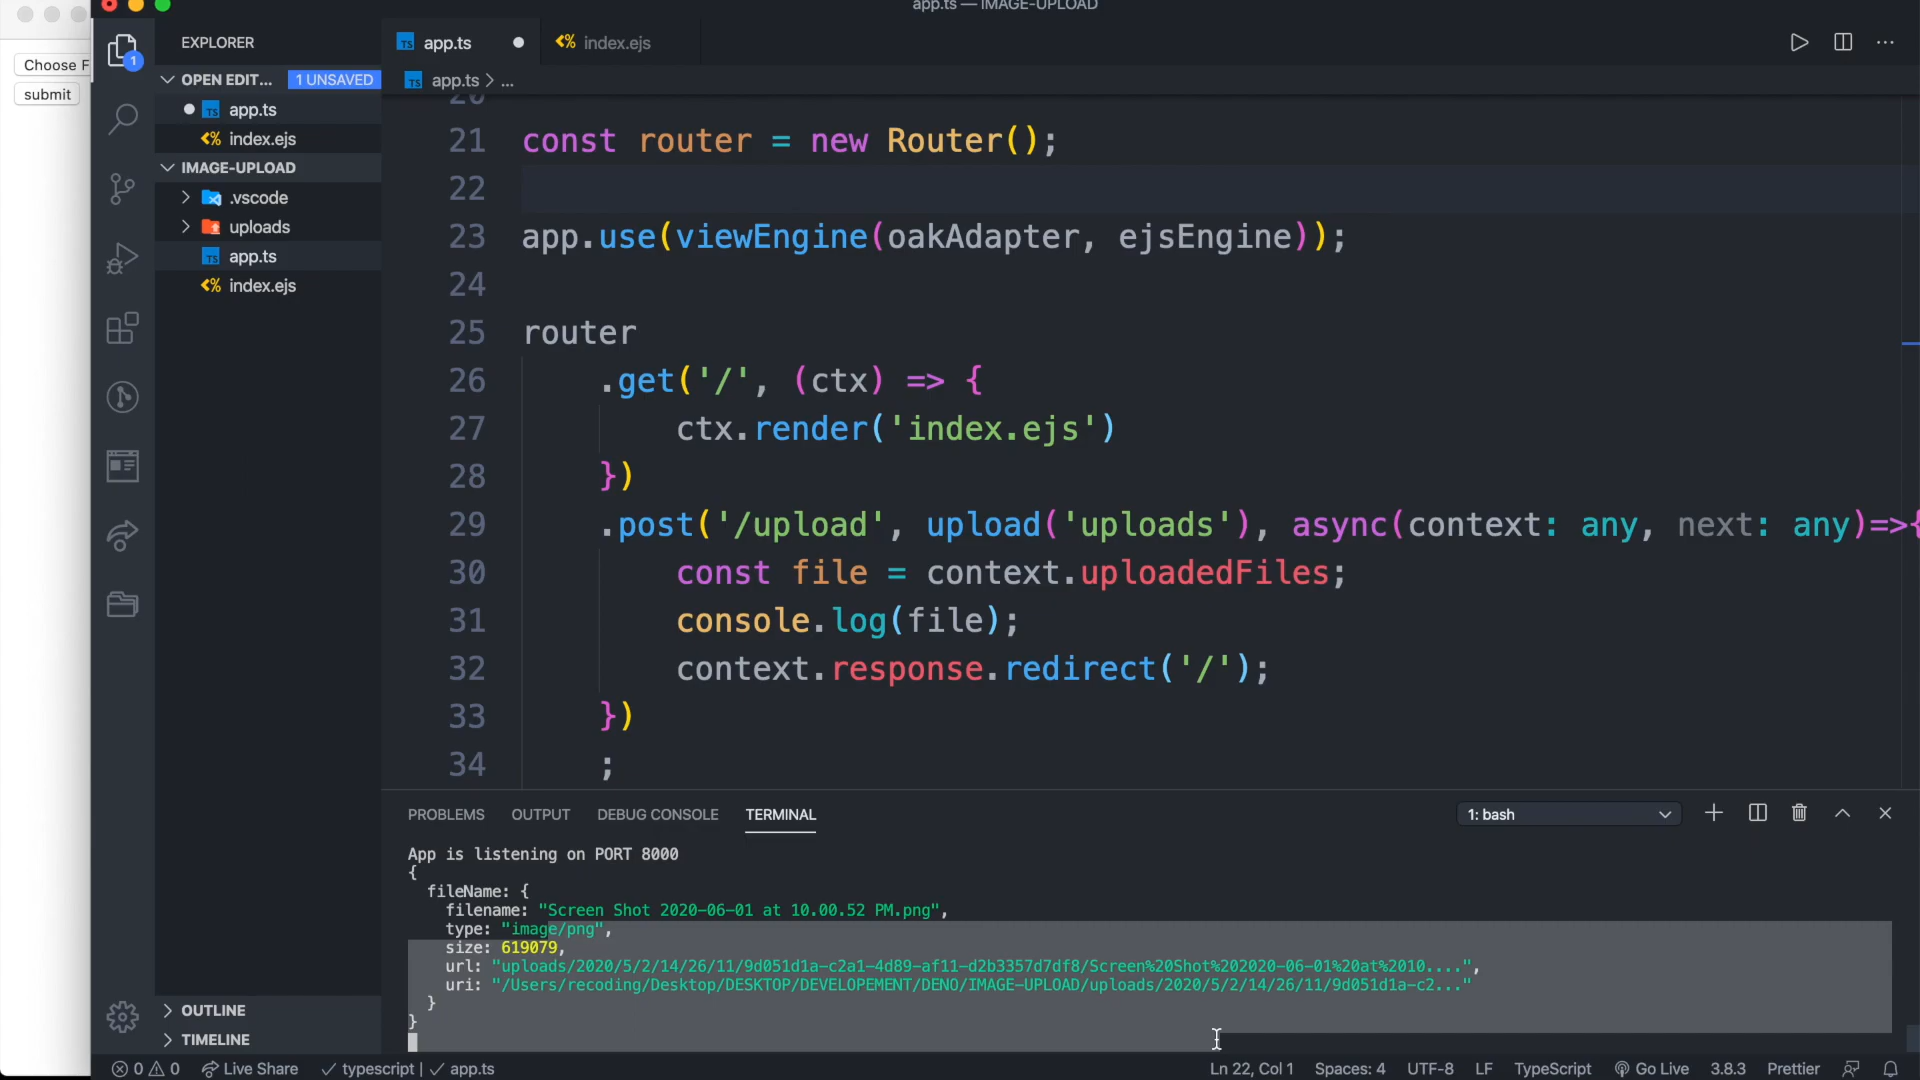 app.ts — IMAGE-UPLOAD
Choose F
submit
1
EXPLORER
OPEN EDIT... 1 UNSAVED
TS app.ts
<% index.ejs
IMAGE-UPLOAD
.vscode
uploads
TS app.ts
<% index.ejs
OUTLINE
TIMELINE
TS app.ts
<% index.ejs
TS app.ts > ...
20
21 const router = new Router();
22
23 app.use(viewEngine(oakAdapter, ejsEngine));
24
25 router
26 .get('/', (ctx) => {
27 ctx.render('index.ejs')
28 })
29 .post('/upload', upload('uploads'), async(context: any, next: any)=>{
30 const file = context.uploadedFiles;
31 console.log(file);
32 context.response.redirect('/');
33 })
34 ;
PROBLEMS OUTPUT DEBUG CONSOLE TERMINAL 1: bash
App is listening on PORT 8000
{
fileName: {
filename: "Screen Shot 2020-06-01 at 10.00.52 PM.png",
type: "image/png",
size: 619079,
url: "uploads/2020/5/2/14/26/11/9d051d1a-c2a1-4d89-af11-d2b3357d7df8/Screen%20Shot%202020-06-01%20at%2010....",
uri: "/Users/recoding/Desktop/DESKTOP/DEVELOPEMENT/DENO/IMAGE-UPLOAD/uploads/2020/5/2/14/26/11/9d051d1a-c2..."
}
}
0 0 Live Share typescript | app.ts Ln 22, Col 1 Spaces: 4 UTF-8 LF TypeScript Go Live 3.8.3 Prettier